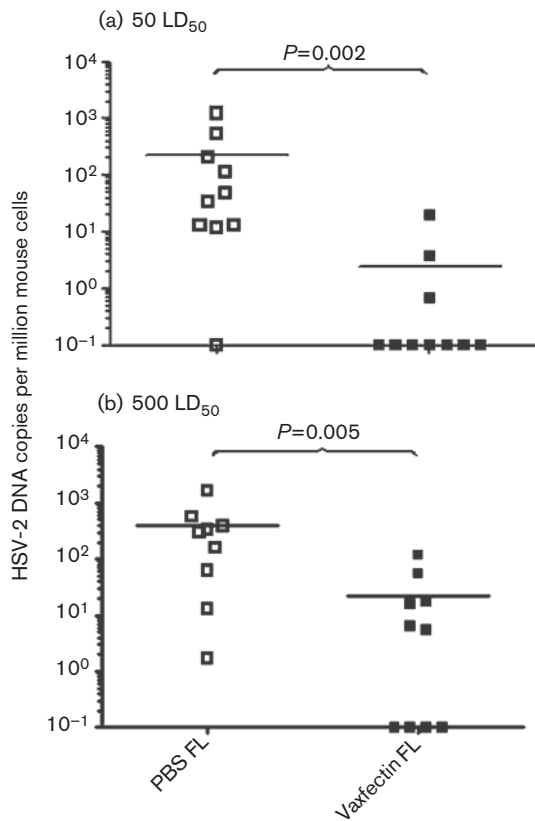 (a) 50 LD50
P=0.002
10^4
10^3
10^2
10^1
10^0
10^–1
(b) 500 LD50
P=0.005
10^4
10^3
10^2
10^1
10^0
10^–1
HSV-2 DNA copies per million mouse cells
PBS FL
Vaxfectin FL